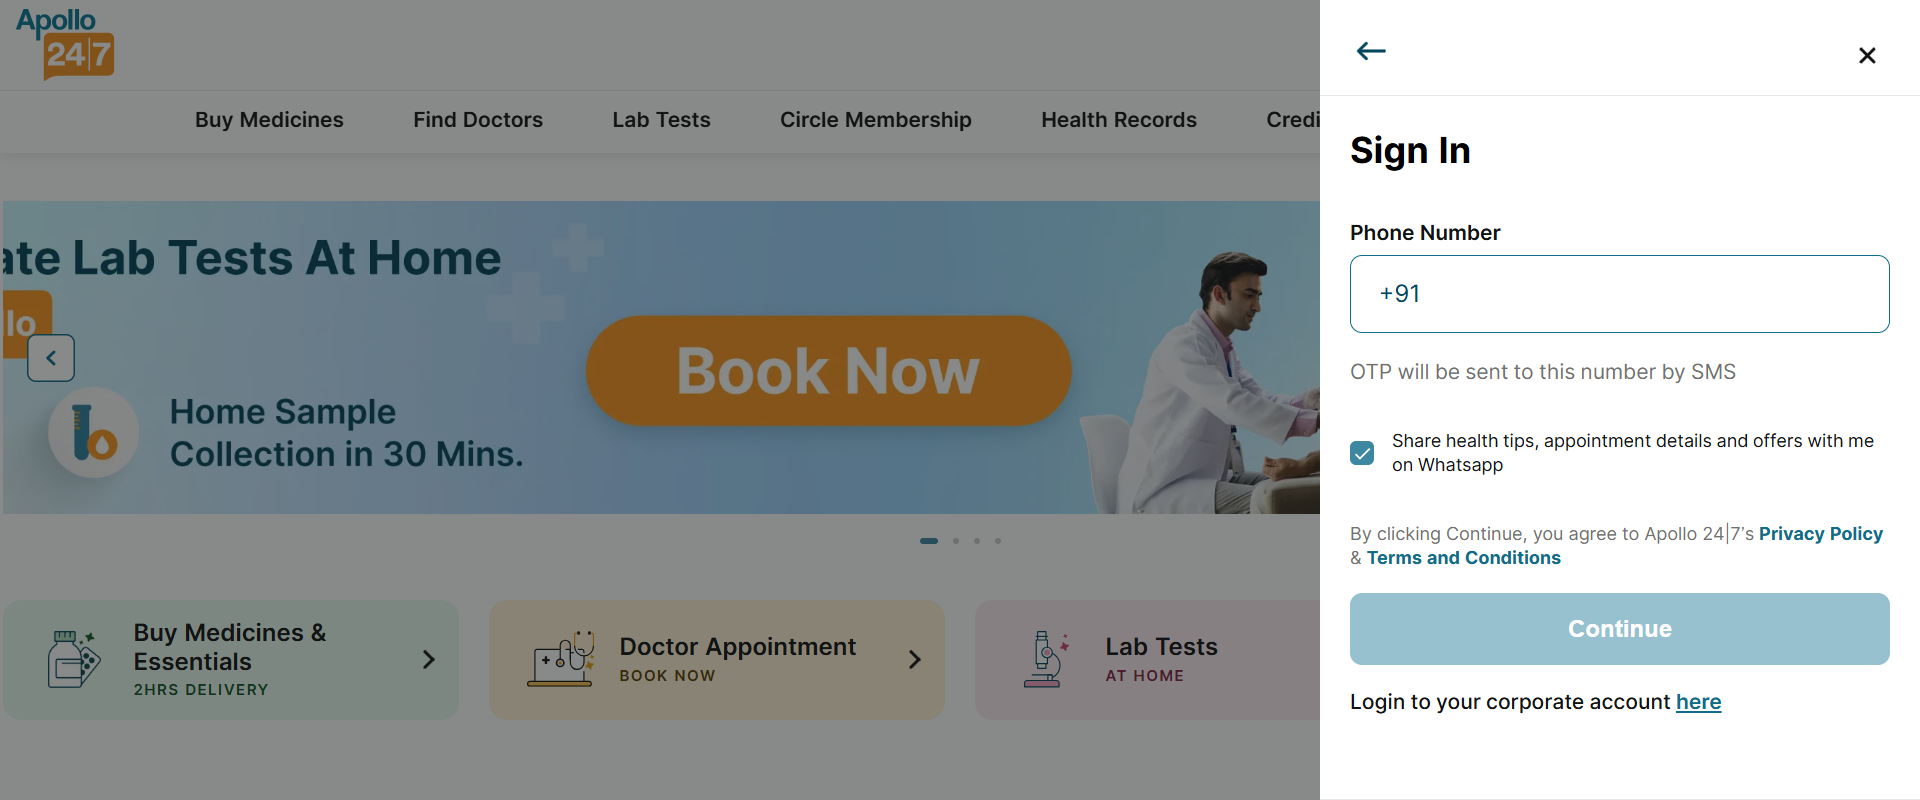 Apollo
24|7
Buy Medicines
Find Doctors
Lab Tests
Circle Membership
Health Records
Credi
ate Lab Tests At Home
llo
Home Sample
Collection in 30 Mins.
Book Now
Buy Medicines &
Essentials
2HRS DELIVERY
Doctor Appointment
BOOK NOW
Lab Tests
AT HOME
Sign In
Phone Number
+91
OTP will be sent to this number by SMS
Share health tips, appointment details and offers with me
on Whatsapp
By clicking Continue, you agree to Apollo 24|7's Privacy Policy
& Terms and Conditions
Continue
Login to your corporate account here